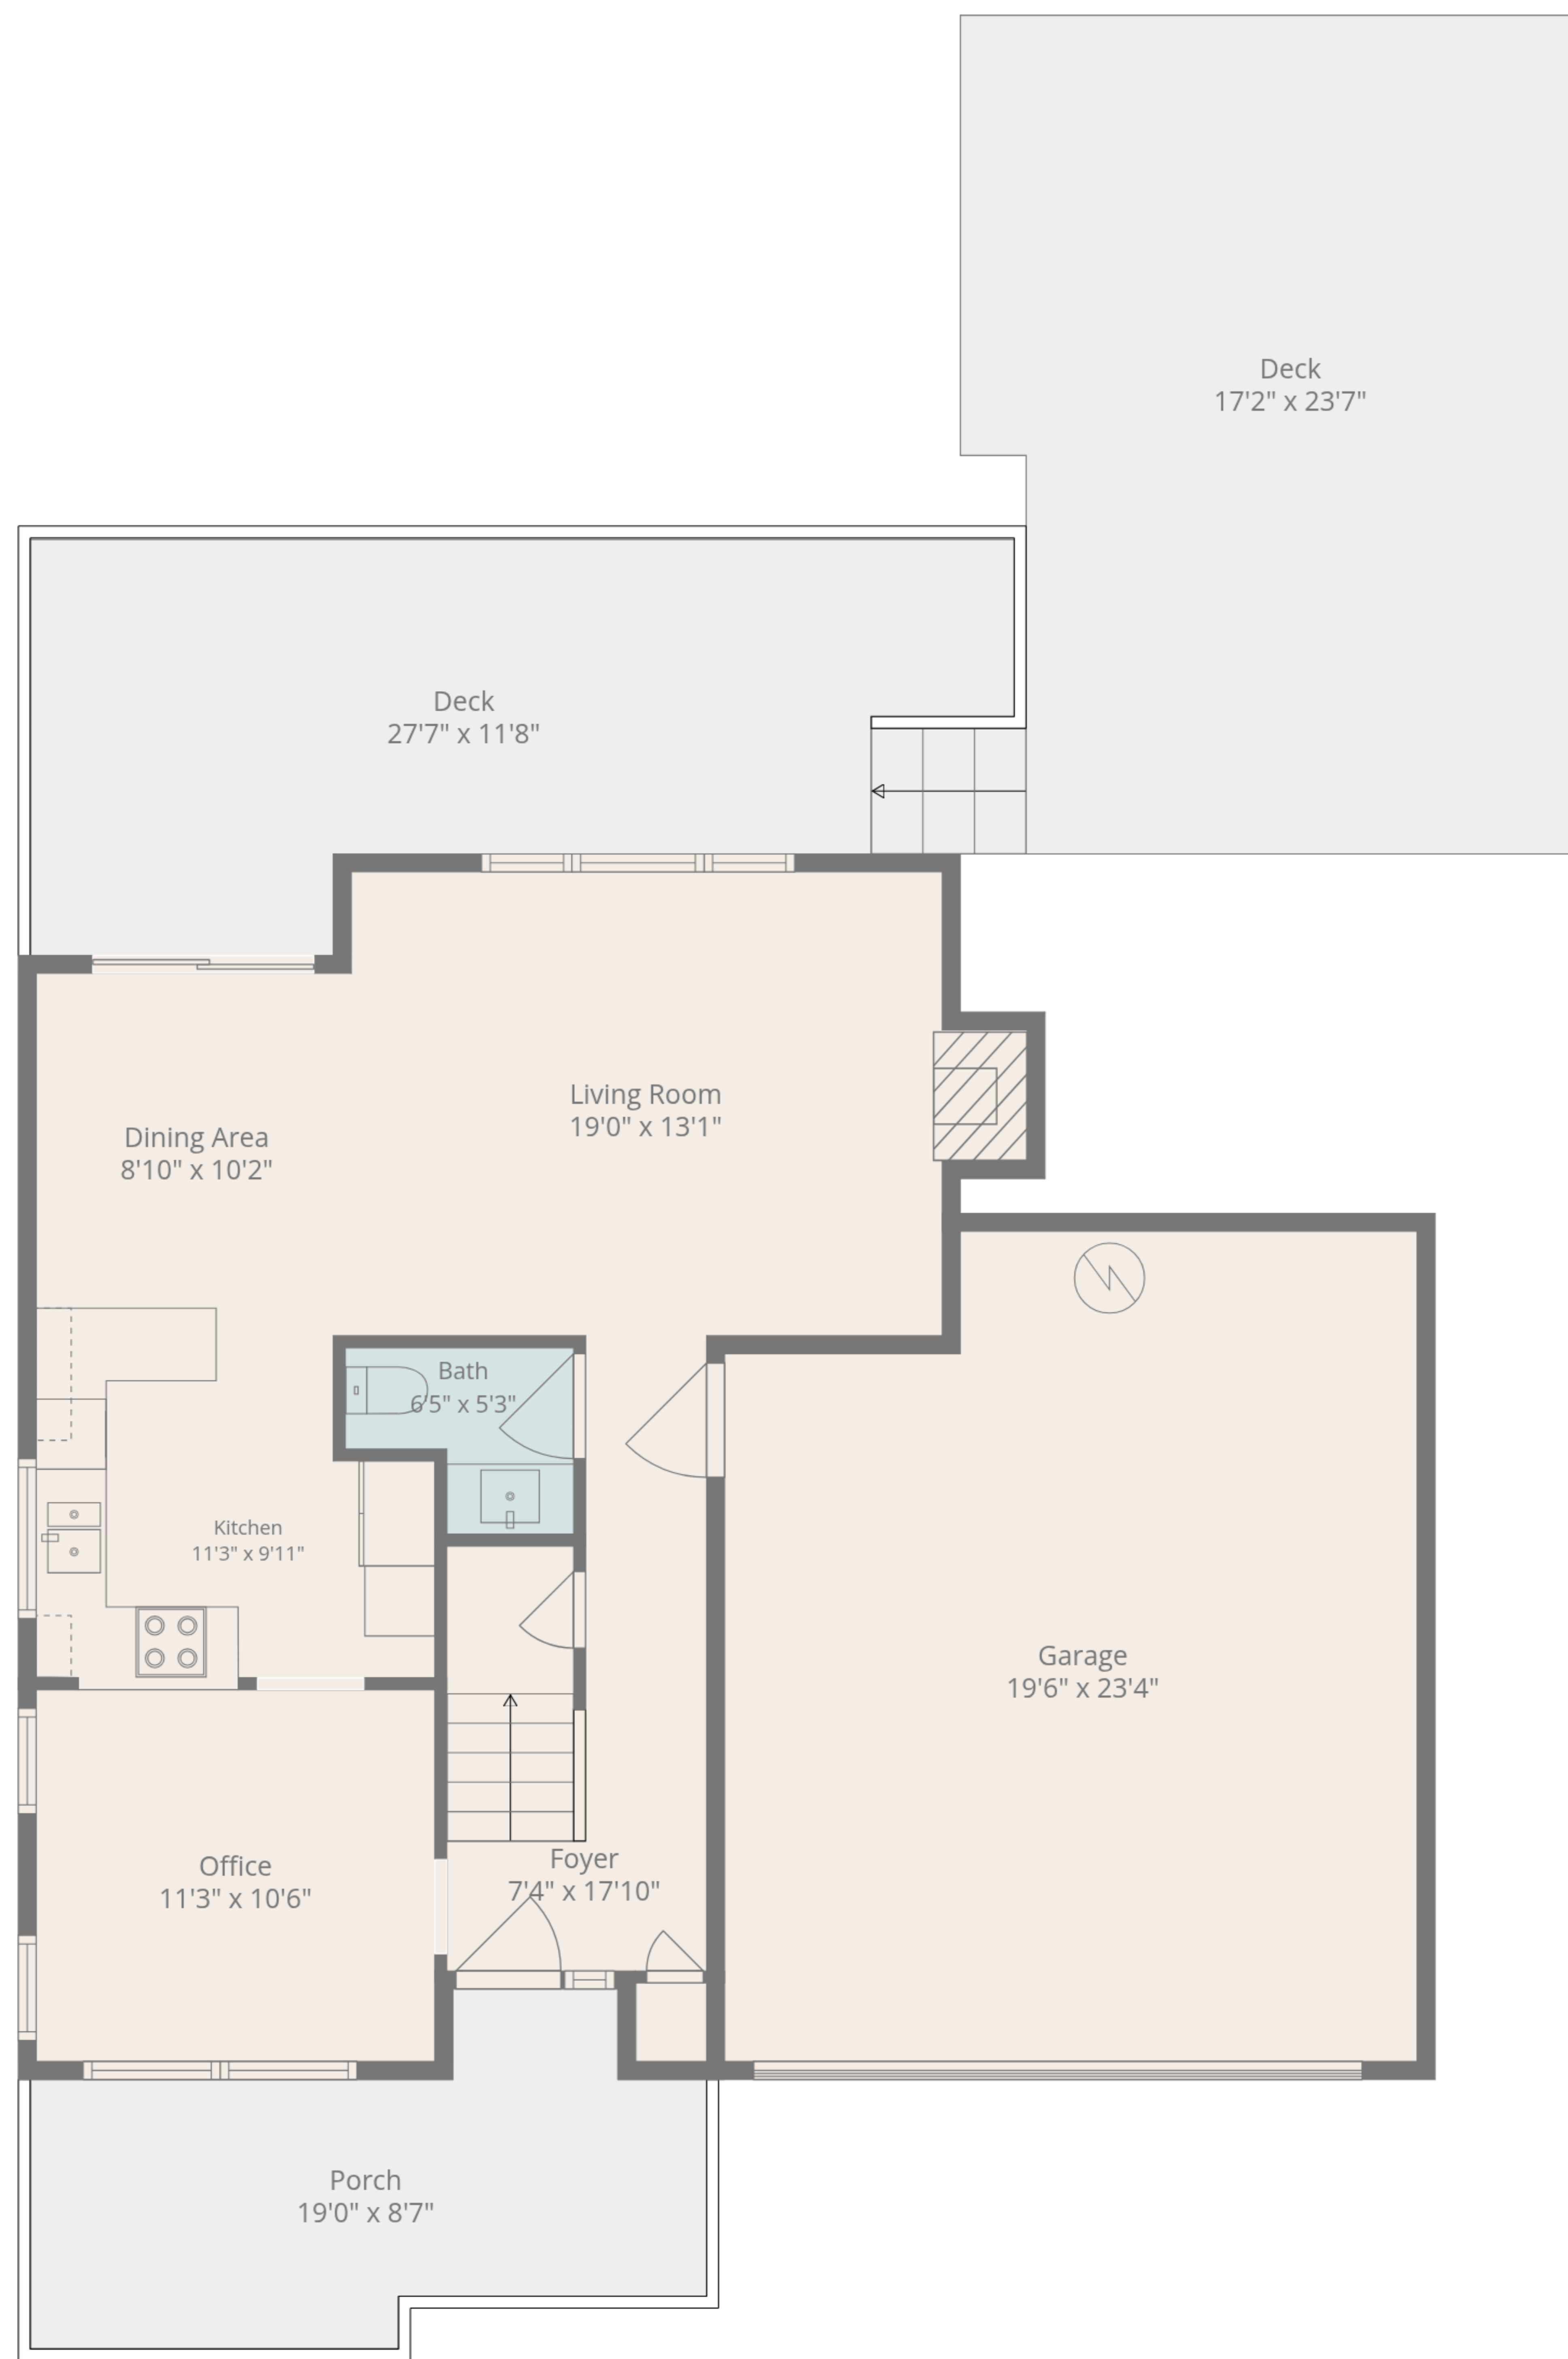 Deck
17'2" x 23'7"
Deck
27'7" x 11'8"
Living Room
19'0" x 13'1"
Dining Area
8'10" x 10'2"
Bath
6'5" x 5'3"
Kitchen
11'3" x 9'11"
Garage
19'6" x 23'4"
Office
11'3" x 10'6"
Foyer
7'4" x 17'10"
Porch
19'0" x 8'7"